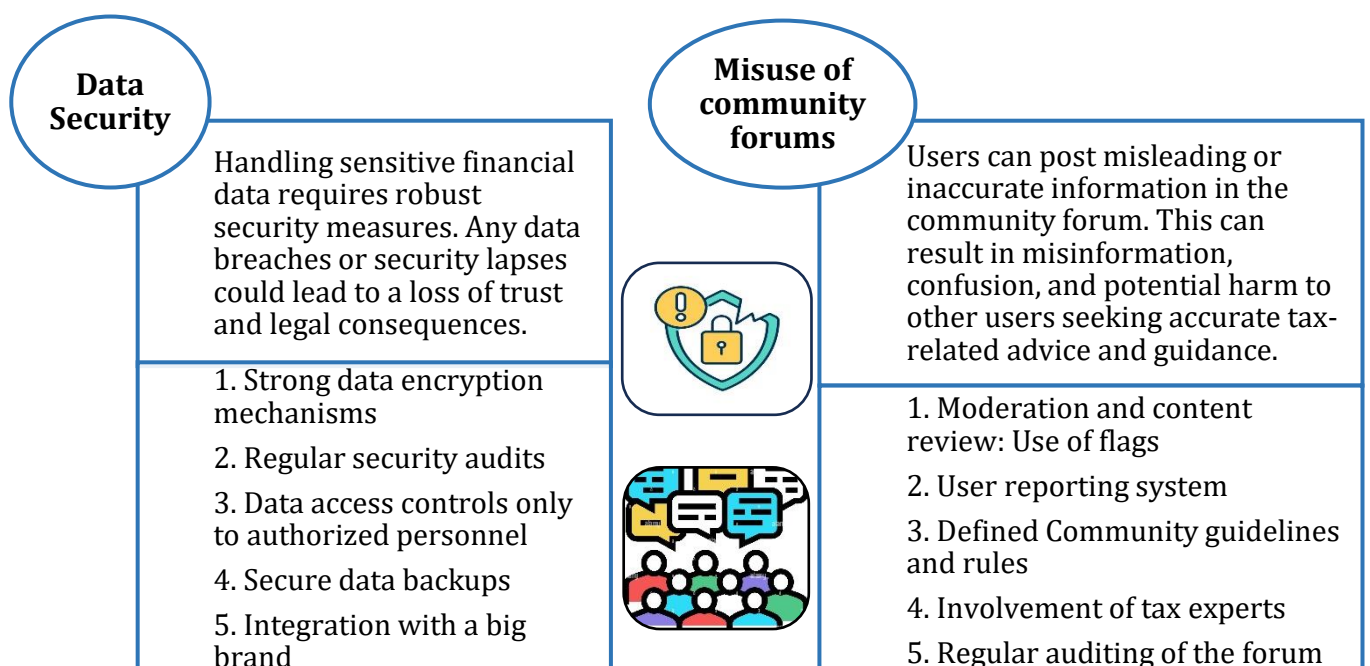 Data
Security
Handling sensitive financial
data requires robust
security measures. Any data
breaches or security lapses
could lead to a loss of trust
and legal consequences.
1. Strong data encryption
mechanisms
2. Regular security audits
3. Data access controls only
to authorized personnel
4. Secure data backups
5. Integration with a big
brand
Misuse of
community
forums
Users can post misleading or
inaccurate information in the
community forum. This can
result in misinformation,
confusion, and potential harm to
other users seeking accurate tax-
related advice and guidance.
1. Moderation and content
review: Use of flags
2. User reporting system
3. Defined Community guidelines
and rules
4. Involvement of tax experts
5. Regular auditing of the forum